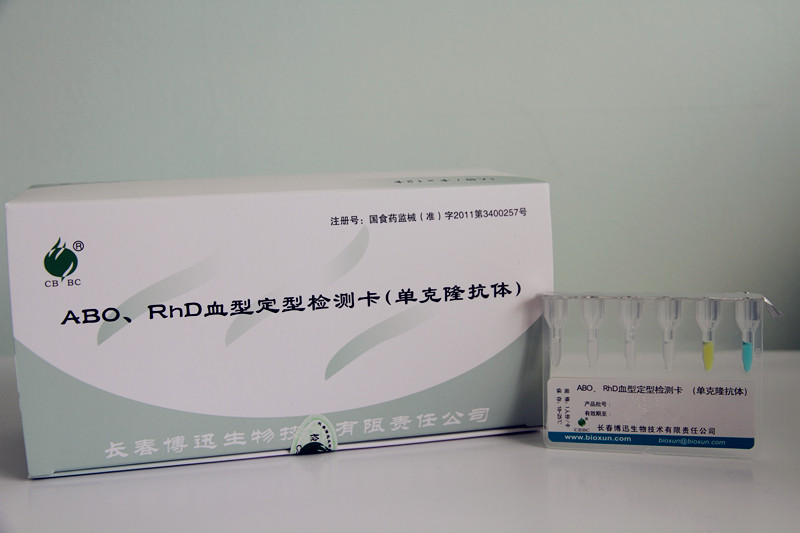 注册号：国食药监械（准）字2011第3400257号
®
CB BC
ABO、RhD血型定型检测卡(单克隆抗体)
长春博迅生物技 有限责任公司
ABO、RhD血型定型检测卡 （单克隆抗体）
产品批号：
有效期至：
CB BC
长春博迅生物技术有限责任公司
www.bioxun.com
bioxun@bioxun.com